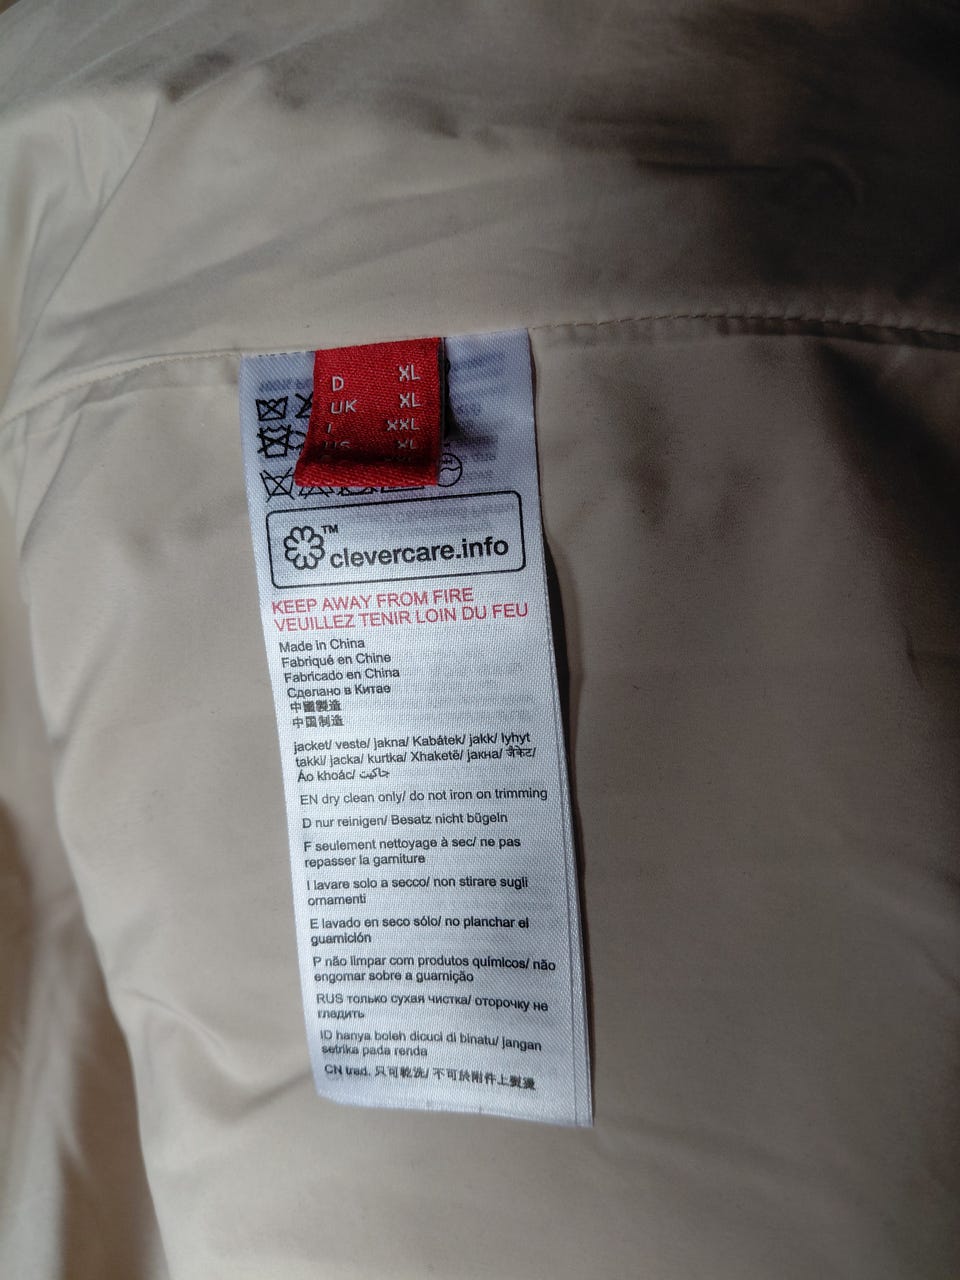 D XL
UK XL
I XXL
US XL
TM
clevercare.info
KEEP AWAY FROM FIRE
VEUILLEZ TENIR LOIN DU FEU
Made in China
Fabriqué en Chine
Fabricado en China
Сделано в Китае
中國製造
中国制造
jacket/ veste/ jakna/ Kabátek/ jakk/ lyhyt
takki/ jacka/ kurtka/ Xhaketë/ јакна/ जैकेट/
Áo khoác/ جاكيت
EN dry clean only/ do not iron on trimming
D nur reinigen/ Besatz nicht bügeln
F seulement nettoyage à sec/ ne pas
repasser la garniture
I lavare solo a secco/ non stirare sugli
ornamenti
E lavado en seco sólo/ no planchar el
guarnición
P não limpar com produtos químicos/ não
engomar sobre a guarnição
RUS только сухая чистка/ оторочку не
гладить
ID hanya boleh dicuci di binatu/ jangan
setrika pada renda
CN trad. 只可乾洗/ 不可於附件上熨燙